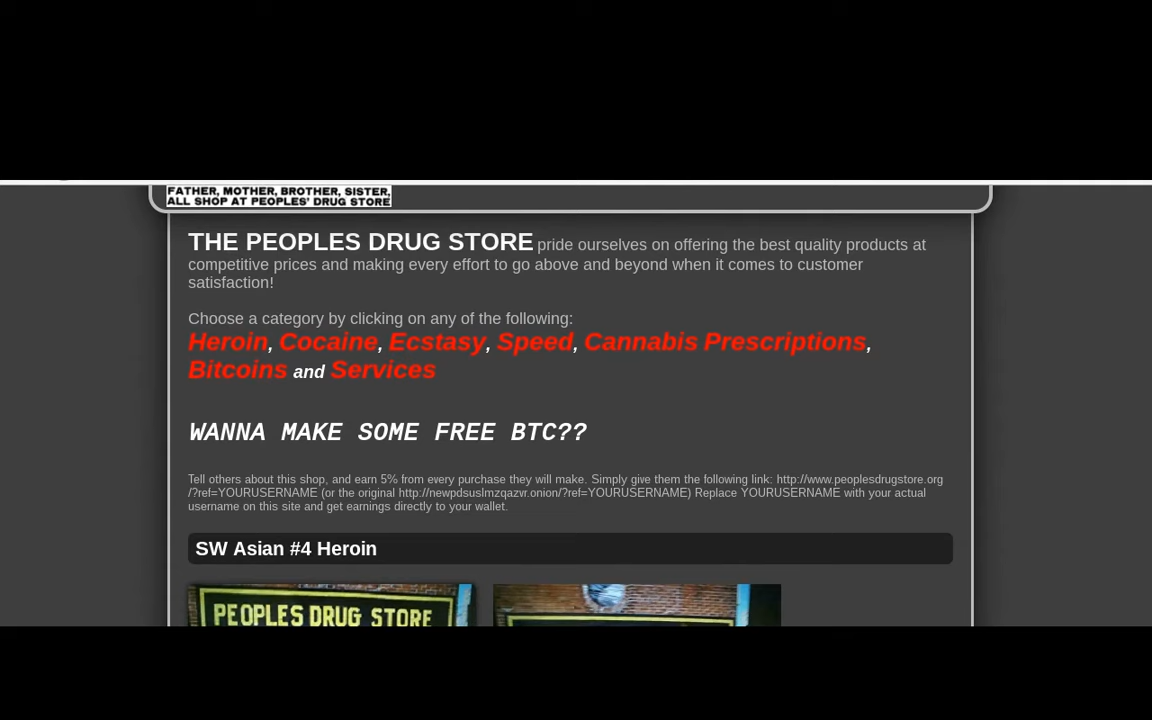 FATHER, MOTHER, BROTHER, SISTER,
ALL SHOP AT PEOPLES' DRUG STORE
THE PEOPLES DRUG STORE pride ourselves on offering the best quality products at
competitive prices and making every effort to go above and beyond when it comes to customer
satisfaction!
Choose a category by clicking on any of the following:
Heroin, Cocaine, Ecstasy, Speed, Cannabis Prescriptions,
Bitcoins and Services
WANNA MAKE SOME FREE BTC??
Tell others about this shop, and earn 5% from every purchase they will make. Simply give them the following link: http://www.peoplesdrugstore.org
/?ref=YOURUSERNAME (or the original http://newpdsuslmzqazvr.onion/?ref=YOURUSERNAME) Replace YOURUSERNAME with your actual
username on this site and get earnings directly to your wallet.
SW Asian #4 Heroin
PEOPLES DRUG STORE